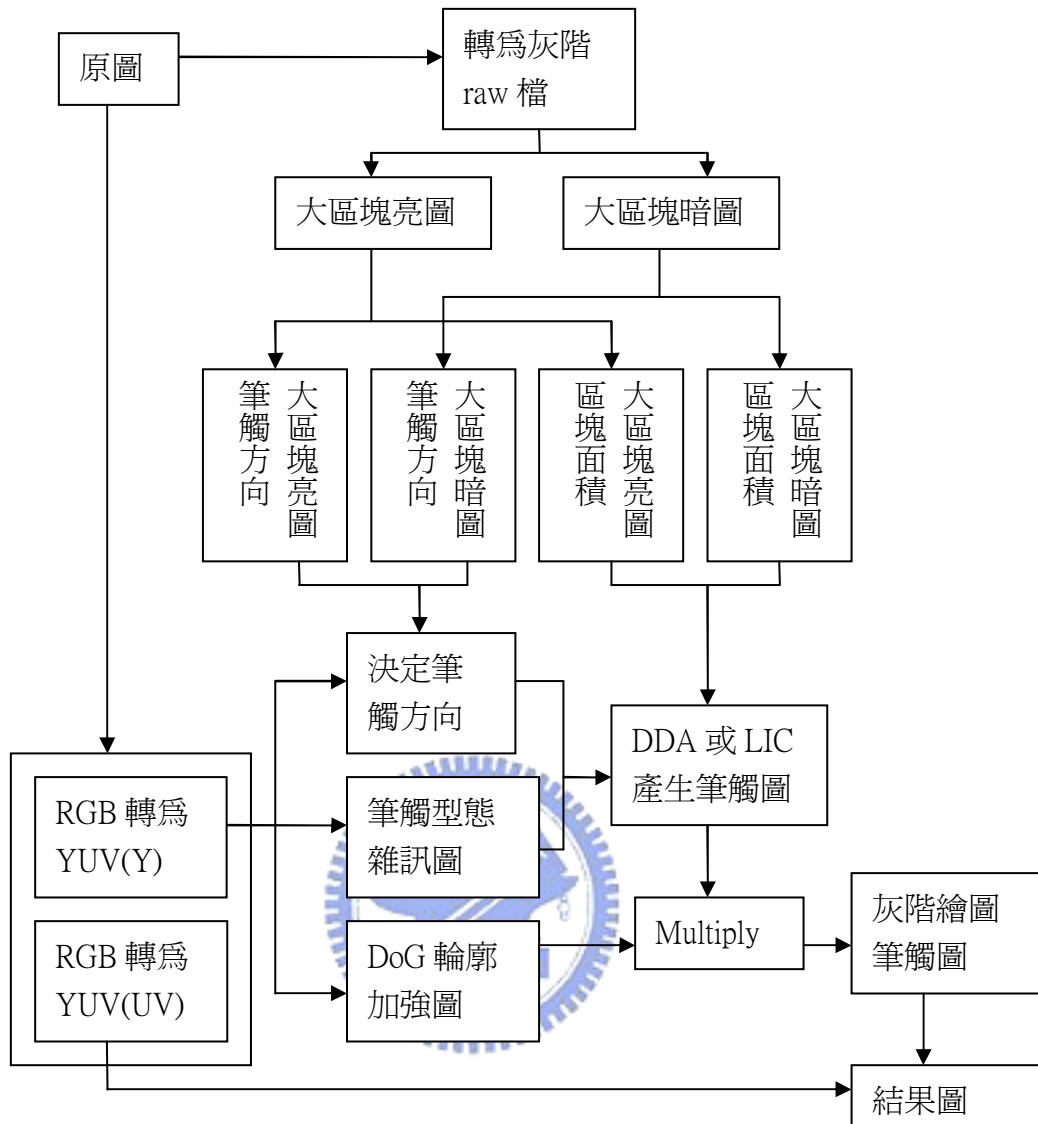 原圖
轉為灰階
raw 檔
大區塊亮圖
大區塊暗圖
大區塊亮圖
筆觸方向
大區塊暗圖
筆觸方向
大區塊亮圖
區塊面積
大區塊暗圖
區塊面積
決定筆
觸方向
DDA 或 LIC
產生筆觸圖
RGB 轉為
YUV(Y)
筆觸型態
雜訊圖
RGB 轉為
YUV(UV)
DoG 輪廓
加強圖
Multiply
灰階繪圖
筆觸圖
結果圖